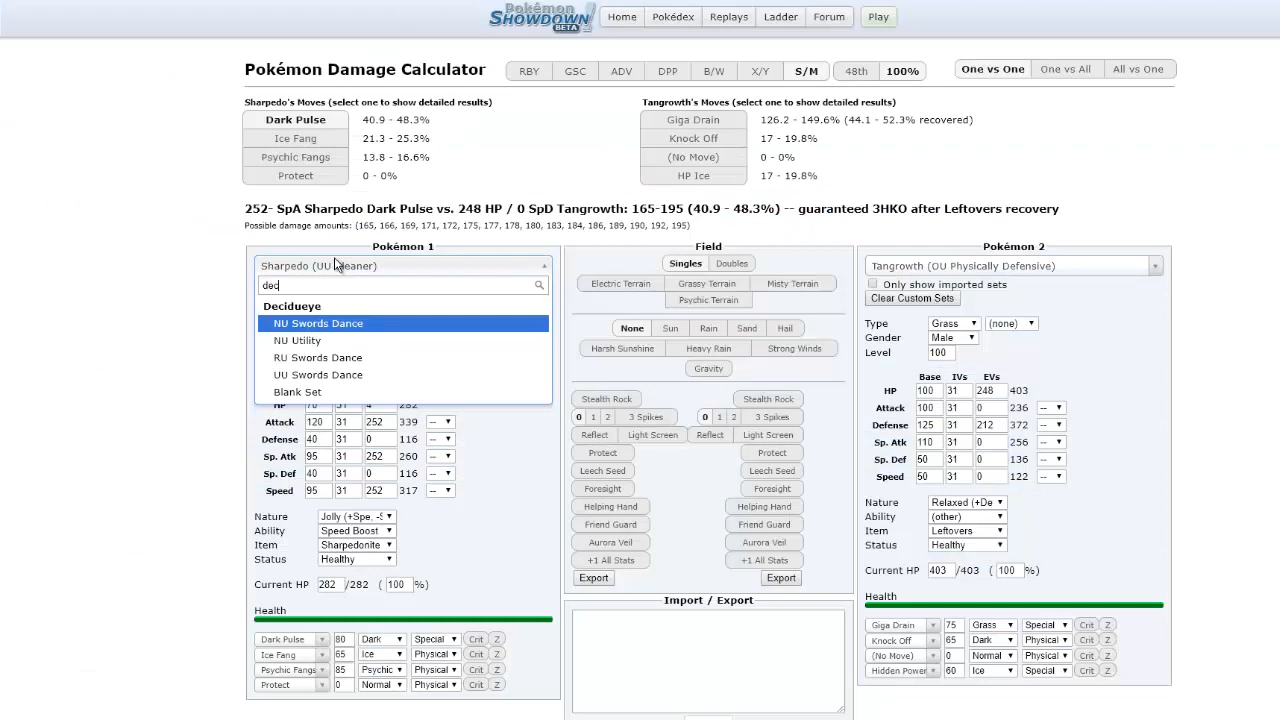 Pokémon Showdown! BETA Home Pokédex Replays Ladder Forum Play
Pokémon Damage Calculator RBY GSC ADV DPP B/W X/Y S/M 48th 100% One vs One One vs All All vs One
Sharpedo's Moves (select one to show detailed results)
Dark Pulse 40.9 - 48.3%
Ice Fang 21.3 - 25.3%
Psychic Fangs 13.8 - 16.6%
Protect 0 - 0%
Tangrowth's Moves (select one to show detailed results)
Giga Drain 126.2 - 149.6% (44.1 - 52.3% recovered)
Knock Off 17 - 19.8%
(No Move) 0 - 0%
HP Ice 17 - 19.8%
252- SpA Sharpedo Dark Pulse vs. 248 HP / 0 SpD Tangrowth: 165-195 (40.9 - 48.3%) -- guaranteed 3HKO after Leftovers recovery
Possible damage amounts: (165, 166, 169, 171, 172, 175, 177, 178, 180, 183, 184, 186, 189, 190, 192, 195)
Pokémon 1
Sharpedo (UU Cleaner)
dec
Decidueye
NU Swords Dance
NU Utility
RU Swords Dance
UU Swords Dance
Blank Set
HP 70 31 4 282
Attack 120 31 252 339 --
Defense 40 31 0 116 --
Sp. Atk 95 31 252 260 --
Sp. Def 40 31 0 116 --
Speed 95 31 252 317 --
Nature Jolly (+Spe, -S
Ability Speed Boost
Item Sharpedonite
Status Healthy
Current HP 282 /282 ( 100 %)
Health
Dark Pulse 80 Dark Special Crit Z
Ice Fang 65 Ice Physical Crit Z
Psychic Fangs 85 Psychic Physical Crit Z
Protect 0 Normal Physical Crit Z
Field
Singles Doubles
Electric Terrain Grassy Terrain Misty Terrain
Psychic Terrain
None Sun Rain Sand Hail
Harsh Sunshine Heavy Rain Strong Winds
Gravity
Stealth Rock Stealth Rock
0 1 2 3 Spikes 0 1 2 3 Spikes
Reflect Light Screen Reflect Light Screen
Protect Protect
Leech Seed Leech Seed
Foresight Foresight
Helping Hand Helping Hand
Friend Guard Friend Guard
Aurora Veil Aurora Veil
+1 All Stats +1 All Stats
Export Export
Import / Export
Pokémon 2
Tangrowth (OU Physically Defensive)
Only show imported sets
Clear Custom Sets
Type Grass (none)
Gender Male
Level 100
Base IVs EVs
HP 100 31 248 403
Attack 100 31 0 236 --
Defense 125 31 212 372 --
Sp. Atk 110 31 0 256 --
Sp. Def 50 31 0 136 --
Speed 50 31 0 122 --
Nature Relaxed (+De
Ability (other)
Item Leftovers
Status Healthy
Current HP 403 /403 ( 100 %)
Health
Giga Drain 75 Grass Special Crit Z
Knock Off 65 Dark Physical Crit Z
(No Move) 0 Normal Physical Crit Z
Hidden Power 60 Ice Special Crit Z